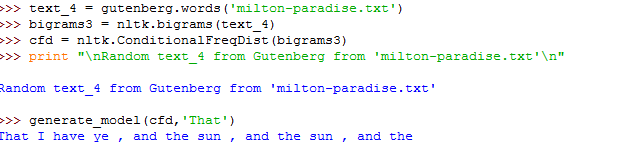 >>> text_4 = gutenberg.words('milton-paradise.txt')
>>> bigrams3 = nltk.bigrams(text_4)
>>> cfd = nltk.ConditionalFreqDist(bigrams3)
>>> print "\nRandom text_4 from Gutenberg from 'milton-paradise.txt'\n"
Random text_4 from Gutenberg from 'milton-paradise.txt'
>>> generate_model(cfd,'That')
That I have ye , and the sun , and the sun , and the